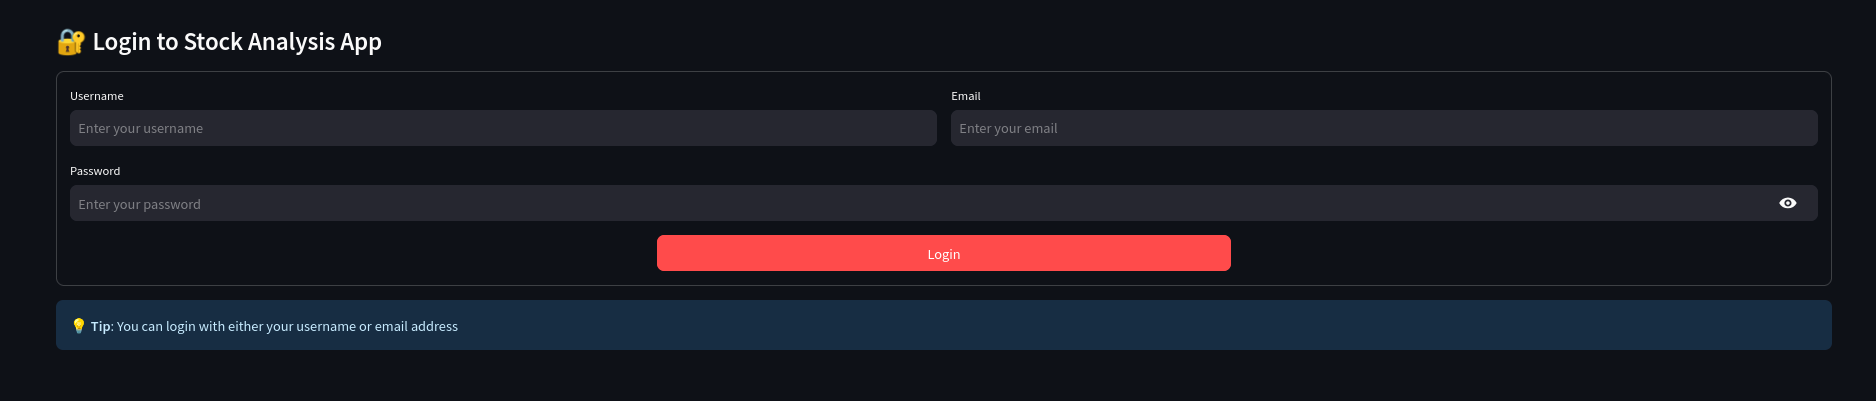 🔐 Login to Stock Analysis App
Username Email
Enter your username Enter your email
Password
Enter your password
Login
💡 Tip: You can login with either your username or email address